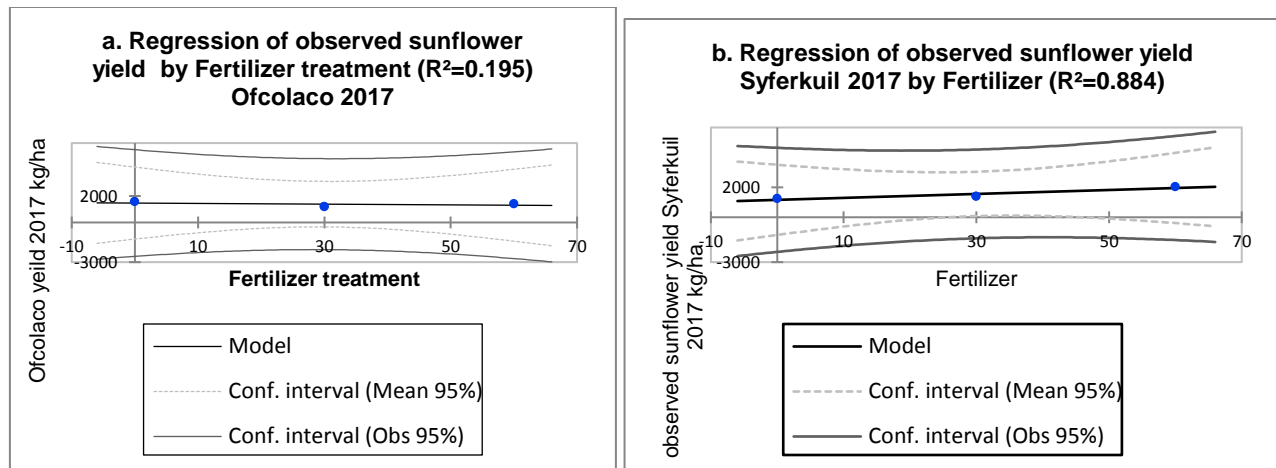 a. Regression of observed sunflower
yield by Fertilizer treatment (R²=0.195)
Ofcolaco 2017
Ofcolaco yeild 2017 kg/ha
2000
-10
10
30
50
70
-3000
Fertilizer treatment
Model
Conf. interval (Mean 95%)
Conf. interval (Obs 95%)
b. Regression of observed sunflower yield
Syferkuil 2017 by Fertilizer (R²=0.884)
observed sunflower yield Syferkuil
2017 kg/ha
2000
-10
10
30
50
70
-3000
Fertilizer
Model
Conf. interval (Mean 95%)
Conf. interval (Obs 95%)